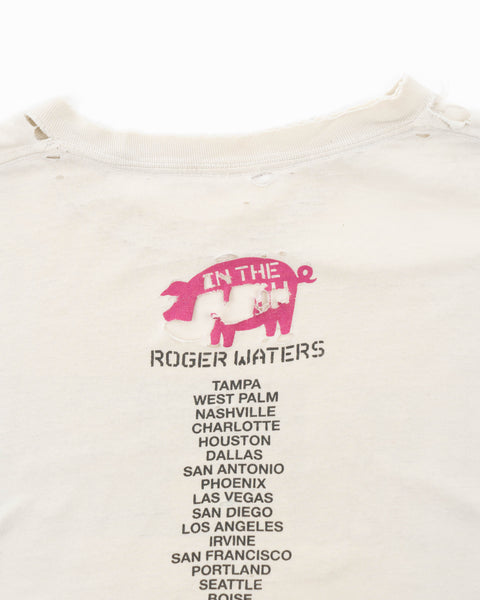 IN THE
ROGER WATERS
TAMPA
WEST PALM
NASHVILLE
CHARLOTTE
HOUSTON
DALLAS
SAN ANTONIO
PHOENIX
LAS VEGAS
SAN DIEGO
LOS ANGELES
IRVINE
SAN FRANCISCO
PORTLAND
SEATTLE
BOISE